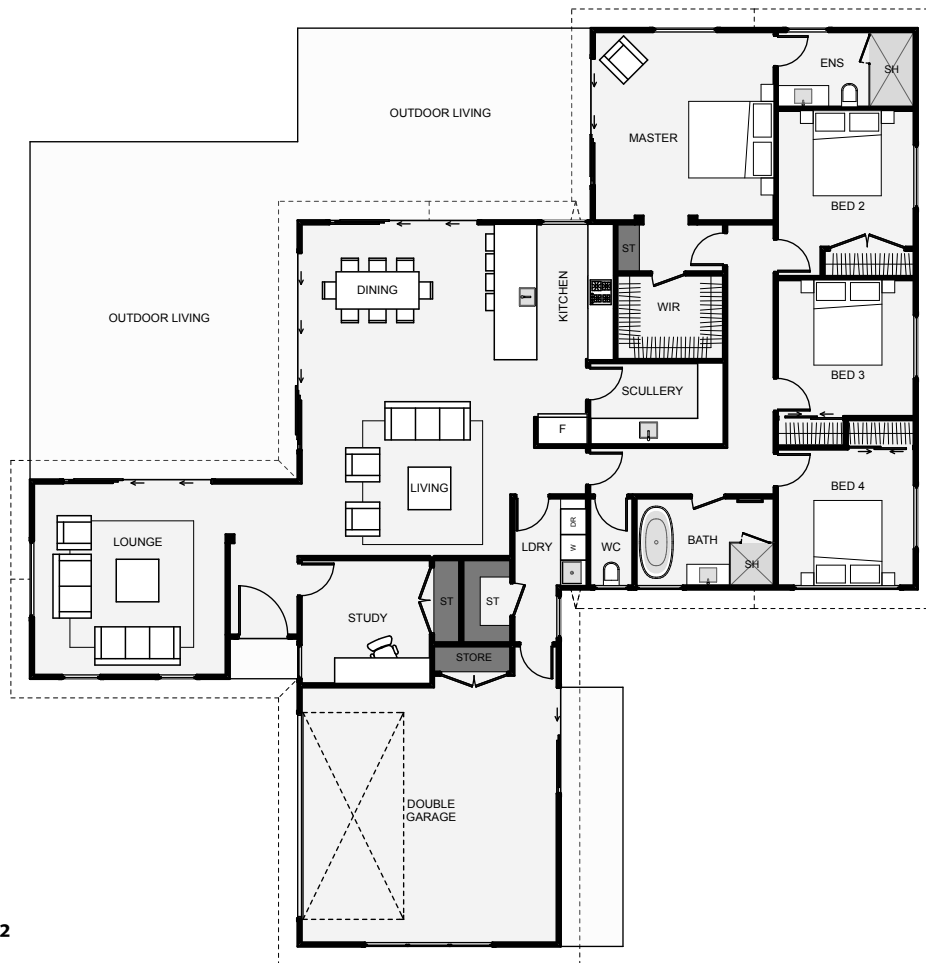 ENS
SH
OUTDOOR LIVING
MASTER
BED 2
ST
DINING
KITCHEN
WIR
OUTDOOR LIVING
BED 3
SCULLERY
F
LIVING
BED 4
LOUNGE
DR
W
LDRY
WC
BATH
SH
STUDY
ST
ST
STORE
DOUBLE
GARAGE
2